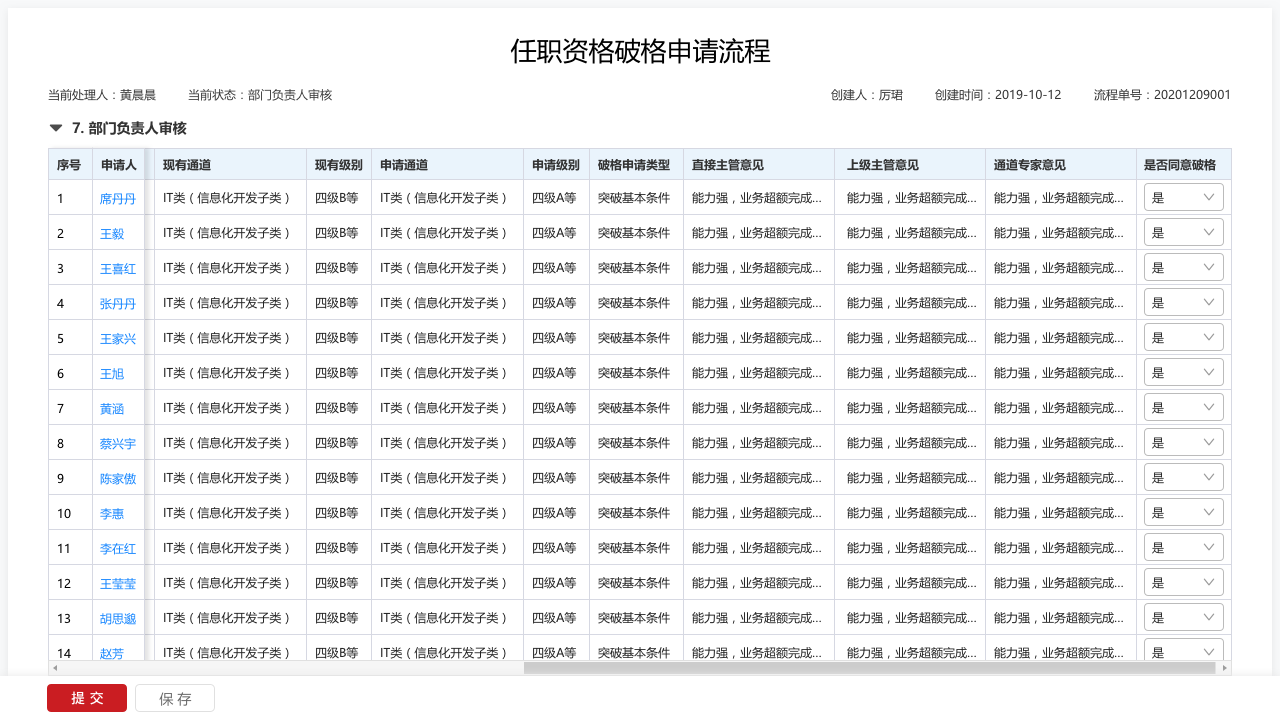 任职资格破格申请流程
当前处理人：黄晨晨 当前状态：部门负责人审核 创建人：厉珺 创建时间：2019-10-12 流程单号：20201209001
7. 部门负责人审核
序号 申请人 现有通道 现有级别 申请通道 申请级别 破格申请类型 直接主管意见 上级主管意见 通道专家意见 是否同意破格
1 席丹丹 IT类（信息化开发子类） 四级B等 IT类（信息化开发子类） 四级A等 突破基本条件 能力强，业务超额完成... 能力强，业务超额完成... 能力强，业务超额完成... 是
2 王毅 IT类（信息化开发子类） 四级B等 IT类（信息化开发子类） 四级A等 突破基本条件 能力强，业务超额完成... 能力强，业务超额完成... 能力强，业务超额完成... 是
3 王喜红 IT类（信息化开发子类） 四级B等 IT类（信息化开发子类） 四级A等 突破基本条件 能力强，业务超额完成... 能力强，业务超额完成... 能力强，业务超额完成... 是
4 张丹丹 IT类（信息化开发子类） 四级B等 IT类（信息化开发子类） 四级A等 突破基本条件 能力强，业务超额完成... 能力强，业务超额完成... 能力强，业务超额完成... 是
5 王家兴 IT类（信息化开发子类） 四级B等 IT类（信息化开发子类） 四级A等 突破基本条件 能力强，业务超额完成... 能力强，业务超额完成... 能力强，业务超额完成... 是
6 王旭 IT类（信息化开发子类） 四级B等 IT类（信息化开发子类） 四级A等 突破基本条件 能力强，业务超额完成... 能力强，业务超额完成... 能力强，业务超额完成... 是
7 黄涵 IT类（信息化开发子类） 四级B等 IT类（信息化开发子类） 四级A等 突破基本条件 能力强，业务超额完成... 能力强，业务超额完成... 能力强，业务超额完成... 是
8 蔡兴宇 IT类（信息化开发子类） 四级B等 IT类（信息化开发子类） 四级A等 突破基本条件 能力强，业务超额完成... 能力强，业务超额完成... 能力强，业务超额完成... 是
9 陈家傲 IT类（信息化开发子类） 四级B等 IT类（信息化开发子类） 四级A等 突破基本条件 能力强，业务超额完成... 能力强，业务超额完成... 能力强，业务超额完成... 是
10 李惠 IT类（信息化开发子类） 四级B等 IT类（信息化开发子类） 四级A等 突破基本条件 能力强，业务超额完成... 能力强，业务超额完成... 能力强，业务超额完成... 是
11 李在红 IT类（信息化开发子类） 四级B等 IT类（信息化开发子类） 四级A等 突破基本条件 能力强，业务超额完成... 能力强，业务超额完成... 能力强，业务超额完成... 是
12 王莹莹 IT类（信息化开发子类） 四级B等 IT类（信息化开发子类） 四级A等 突破基本条件 能力强，业务超额完成... 能力强，业务超额完成... 能力强，业务超额完成... 是
13 胡思 IT类（信息化开发子类） 四级B等 IT类（信息化开发子类） 四级A等 突破基本条件 能力强，业务超额完成... 能力强，业务超额完成... 能力强，业务超额完成... 是
14 赵芳 IT类（信息化开发子类） 四级B等 IT类（信息化开发子类） 四级A等 突破基本条件 能力强，业务超额完成... 能力强，业务超额完成... 能力强，业务超额完成... 是
提 交 保 存